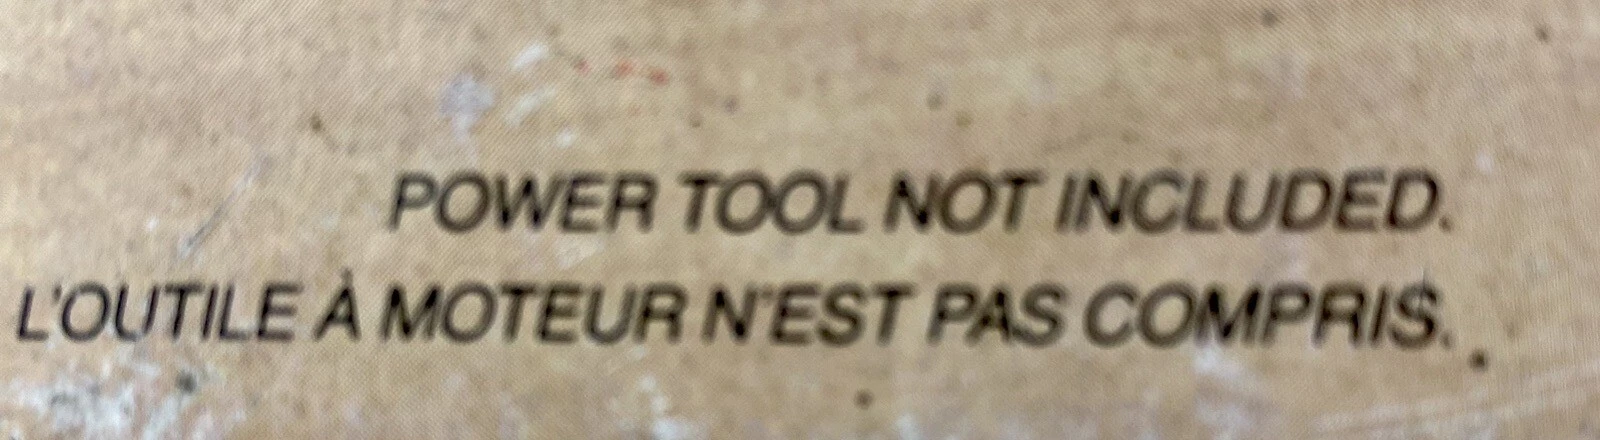 POWER TOOL NOT INCLUDED.
L'OUTILE À MOTEUR N'EST PAS COMPRIS.